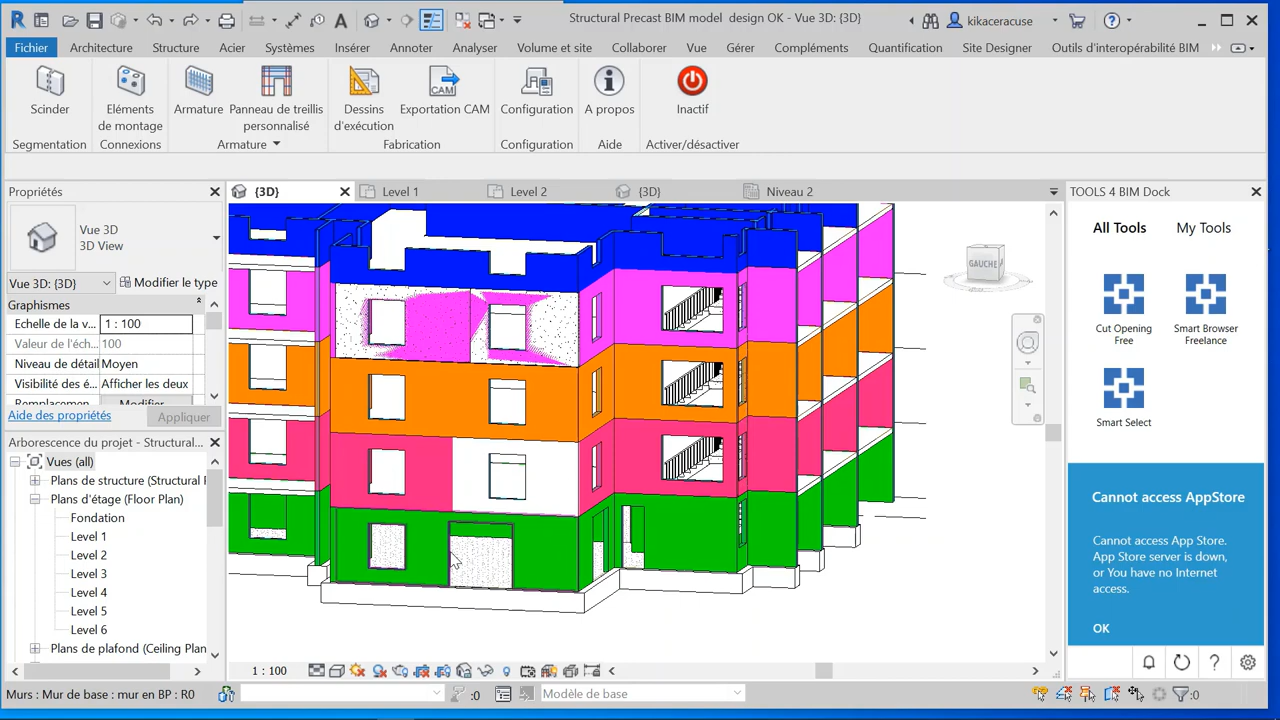 Structural Precast BIM model design OK - Vue 3D: {3D}
kikaceracuse
Fichier Architecture Structure Acier Systèmes Insérer Annoter Analyser Volume et site Collaborer Vue Gérer Compléments Quantification Site Designer Outils d'interopérabilité BIM
Scinder
Eléments de montage
Armature
Panneau de treillis personnalisé
Dessins d'exécution
Exportation CAM
CAM
Configuration
A propos
Inactif
Segmentation Connexions Armature Fabrication Configuration Aide Activer/désactiver
Propriétés
{3D} Level 1 Level 2 {3D} Niveau 2
TOOLS 4 BIM Dock
Vue 3D
3D View
Vue 3D: {3D} Modifier le type
Graphismes
Echelle de la v... 1 : 100
Valeur de l'éch... 100
Niveau de détail Moyen
Visibilité des é... Afficher les deux
Remplacemen... Modifier...
Aide des propriétés Appliquer
Arborescence du projet - Structural...
Vues (all)
Plans de structure (Structural F
Plans d'étage (Floor Plan)
Fondation
Level 1
Level 2
Level 3
Level 4
Level 5
Level 6
Plans de plafond (Ceiling Plan
GAUCHE
All Tools My Tools
Cut Opening Free
Smart Browser Freelance
Smart Select
Cannot access AppStore
Cannot access App Store.
App Store server is down,
or You have no Internet
access.
OK
1 : 100
Murs : Mur de base : mur en BP : R0
:0
Modèle de base
:0